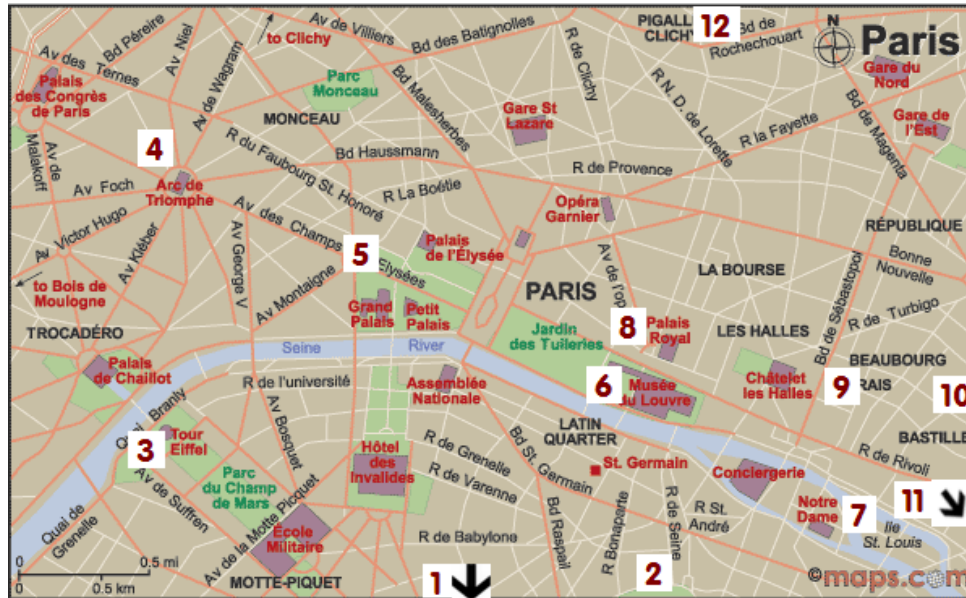 PIGALL
CLICHY
12
Bd de
Rochechouart
N
Paris
Av de Villiers
to Clichy
Bd des Batignolles
Bd Péreire
Av Niel
Av de Wagram
Av des Ternes
Palais
des Congrès
de Paris
Parc
Monceau
MONCEAU
Bd Malesherbes
R de Clichy
R N. D. de Lorette
Gare du
Nord
Gare St
Lazare
Gare de
l'Est
R la Fayette
Bd de Magenta
Av de
Malakoff
4
R du Faubourg St. Honoré
Bd Haussmann
R de Provence
Av Foch
Arc de
Triomphe
R La Boétie
Opéra
Garnier
Av Victor Hugo
Av Kléber
Av des Champs
Elysées
5
Palais
de l'Élysée
RÉPUBLIQUE
Bonne
Nouvelle
Av George V
Av Montaigne
Av de l'op
LA BOURSE
to Bois de
Moulogne
PARIS
Bd de Sébastopol
R de Turbigo
Grand
Palais
Petit
Palais
TROCADÉRO
Jardin
des Tuileries
8
Palais
Royal
LES HALLES
Seine
River
BEAUBOURG
RAIS
Palais
de Chaillot
R de l'université
Assemblée
Nationale
6
Musée
du Louvre
Châtelet
les Halles
9
10
Quai Branly
3
Tour
Eiffel
Av Bosquet
LATIN
QUARTER
BASTILLE
Hôtel
des
Invalides
R de Grenelle
Bd St. Germain
R de Varenne
St. Germain
Conciergerie
R de Rivoli
Parc
du Champ
de Mars
Av de Suffren
Av de la Motte Picquet
Bd Raspail
R Bonaparte
R de Seine
R St.
André
Notre
Dame
7
11
Ile
St. Louis
Quai de
Grenelle
École
Militaire
R de Babylone
0
0.5 mi
0
0.5 km
MOTTE-PIQUET
1
2
©maps.com